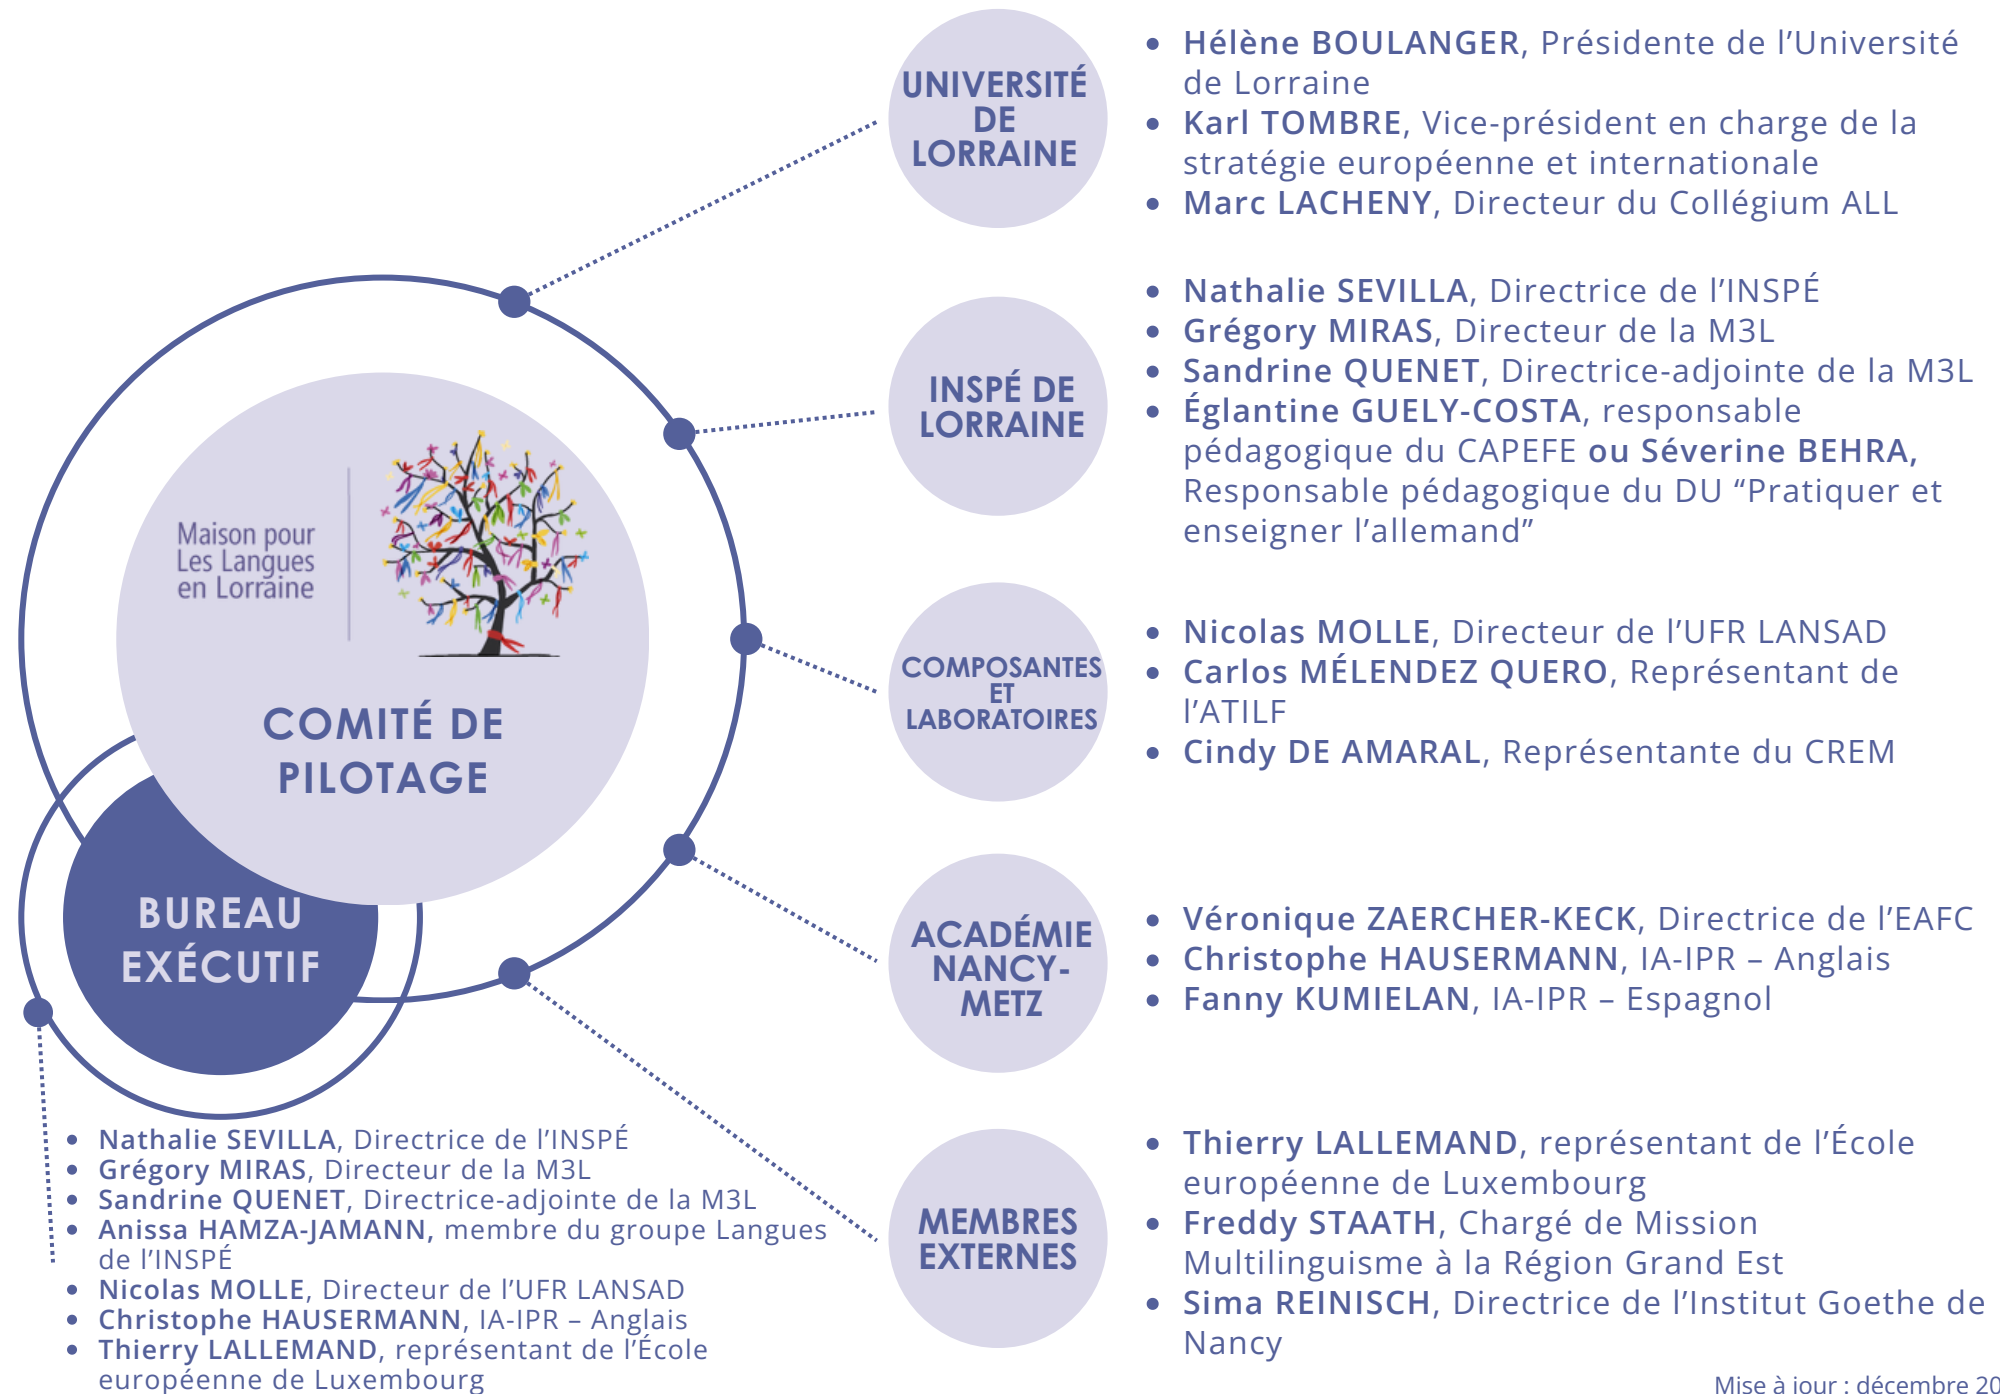 Maison pour
Les Langues
en Lorraine
COMITÉ DE
PILOTAGE
BUREAU
EXÉCUTIF
• Nathalie SEVILLA, Directrice de l’INSPÉ
• Grégory MIRAS, Directeur de la M3L
• Sandrine QUENET, Directrice-adjointe de la M3L
• Anissa HAMZA-JAMANN, membre du groupe Langues
de l’INSPÉ
• Nicolas MOLLE, Directeur de l’UFR LANSAD
• Christophe HAUSERMANN, IA-IPR – Anglais
• Thierry LALLEMAND, représentant de l’École
européenne de Luxembourg
UNIVERSITÉ
DE
LORRAINE
• Hélène BOULANGER, Présidente de l’Université
de Lorraine
• Karl TOMBRE, Vice-président en charge de la
stratégie européenne et internationale
• Marc LACHENY, Directeur du Collégium ALL
INSPÉ DE
LORRAINE
• Nathalie SEVILLA, Directrice de l’INSPÉ
• Grégory MIRAS, Directeur de la M3L
• Sandrine QUENET, Directrice-adjointe de la M3L
• Églantine GUELY-COSTA, responsable
pédagogique du CAPEFE ou Séverine BEHRA,
Responsable pédagogique du DU “Pratiquer et
enseigner l’allemand”
COMPOSANTES
ET
LABORATOIRES
• Nicolas MOLLE, Directeur de l’UFR LANSAD
• Carlos MÉLENDEZ QUERO, Représentant de
l’ATILF
• Cindy DE AMARAL, Représentante du CREM
ACADÉMIE
NANCY-
METZ
• Véronique ZAERCHER-KECK, Directrice de l’EAFC
• Christophe HAUSERMANN, IA-IPR – Anglais
• Fanny KUMIELAN, IA-IPR – Espagnol
MEMBRES
EXTERNES
• Thierry LALLEMAND, représentant de l’École
européenne de Luxembourg
• Freddy STAATH, Chargé de Mission
Multilinguisme à la Région Grand Est
• Sima REINISCH, Directrice de l’Institut Goethe de
Nancy
Mise à jour : décembre 20